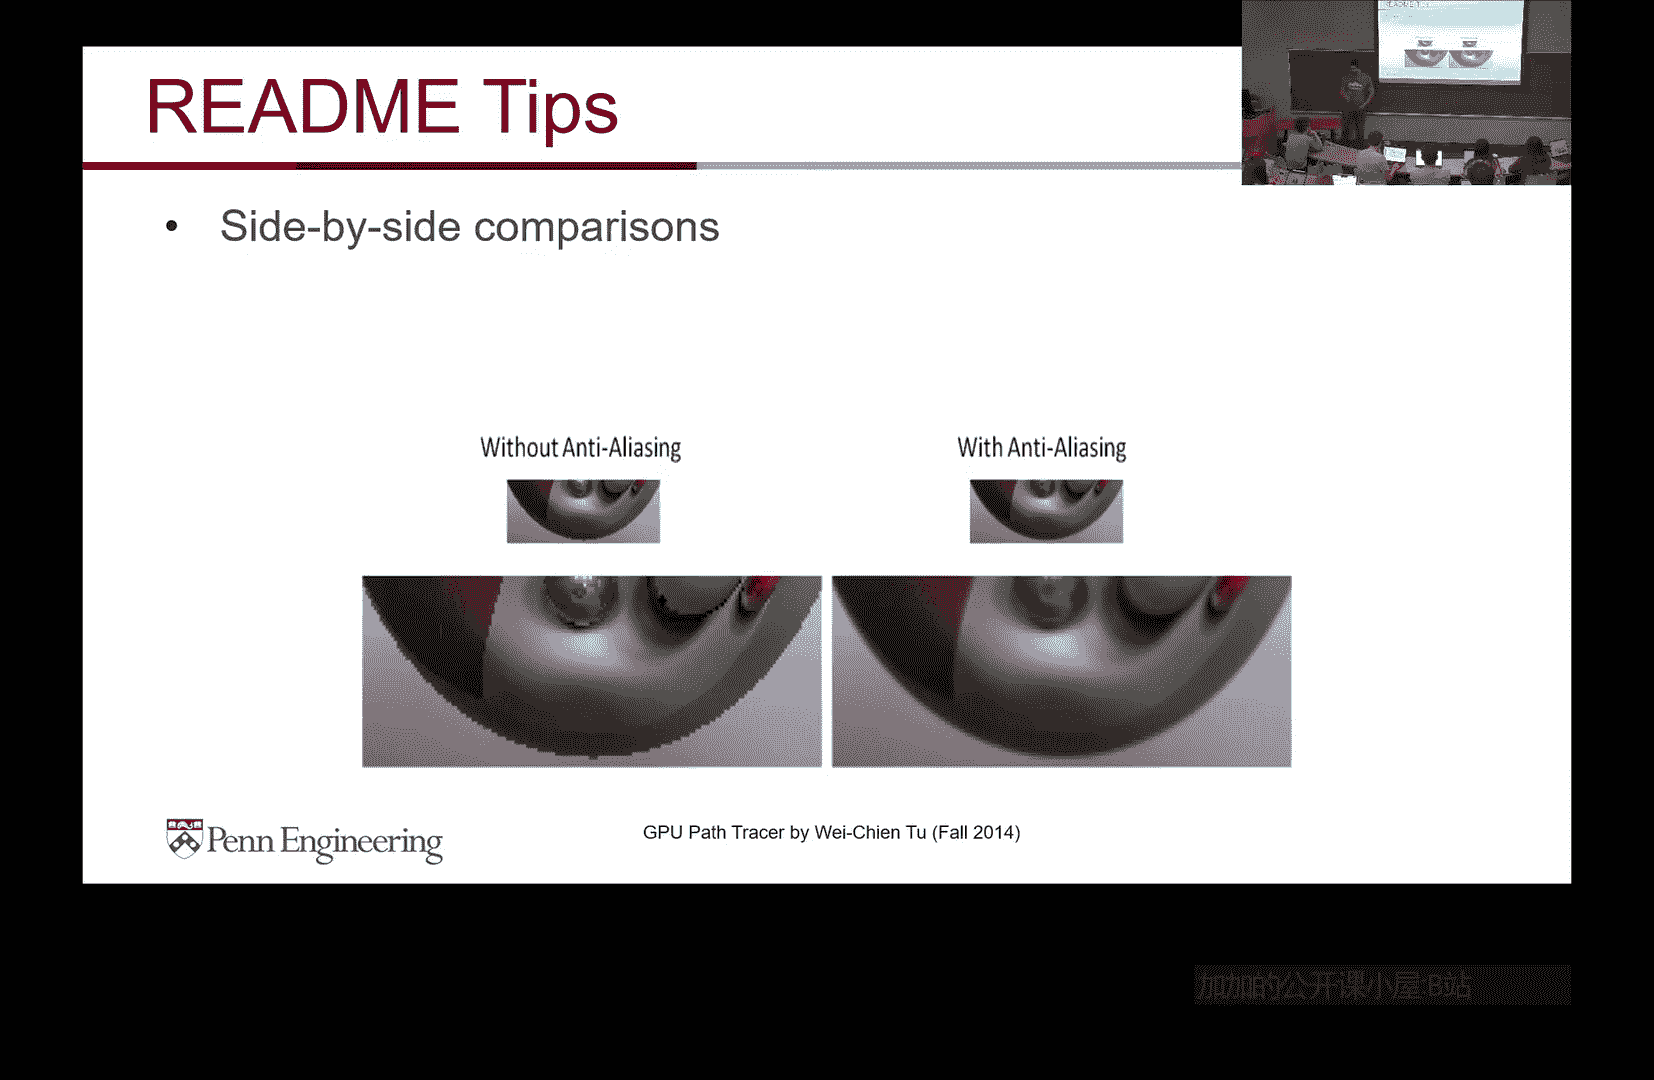 README Tips
• Side-by-side comparisons
Without Anti-Aliasing
With Anti-Aliasing
Penn Engineering
GPU Path Tracer by Wei-Chien Tu (Fall 2014)
加加的公开课小屋:B站